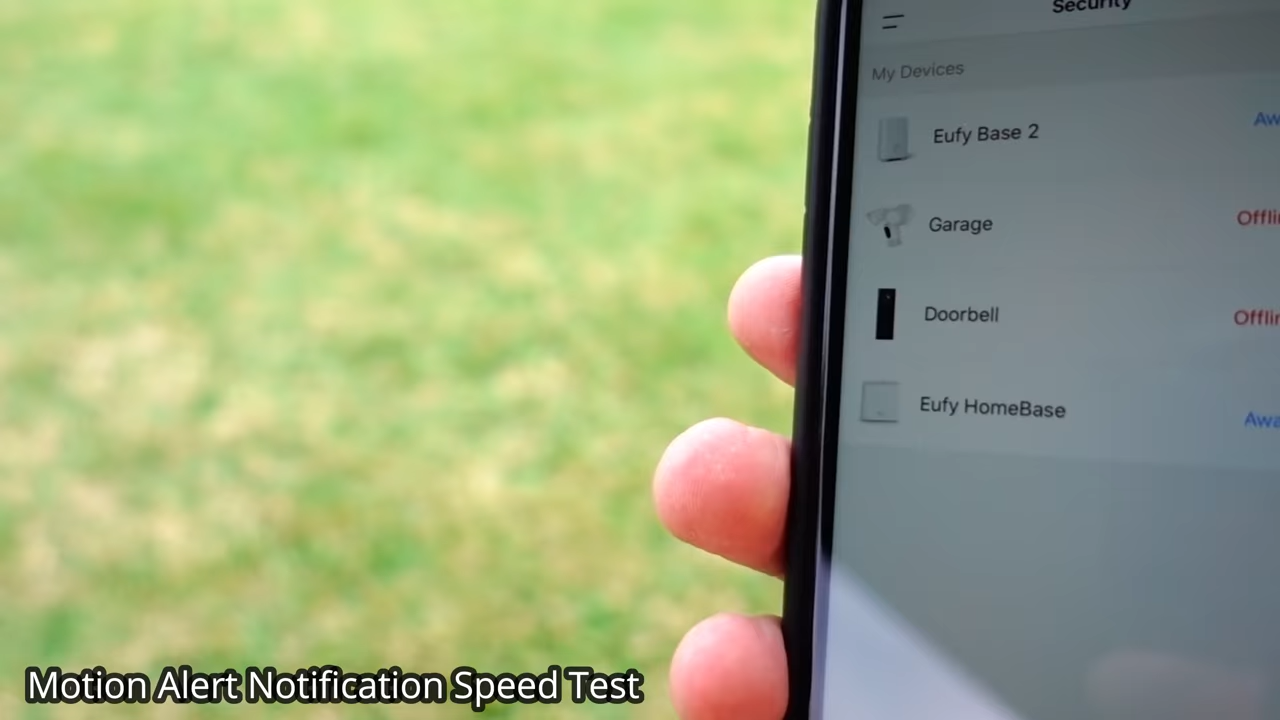 Security
My Devices
Eufy Base 2
Garage
Doorbell
Eufy HomeBase
Motion Alert Notification Speed Test